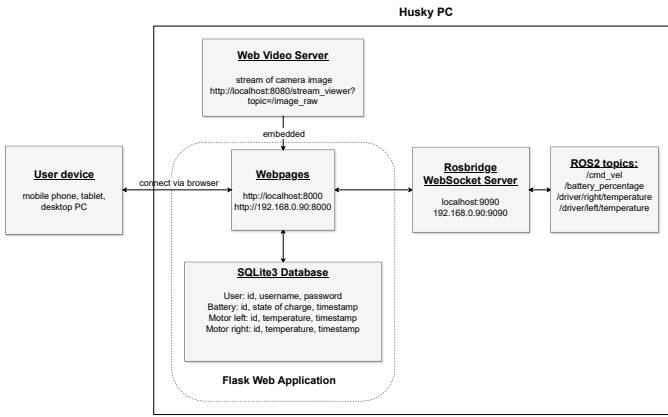 Husky PC
Web Video Server
stream of camera image
http://localhost:8080/stream_viewer?
topic=/image_raw
embedded
User device
mobile phone, tablet,
desktop PC
connect via browser
Webpages
http://localhost:8000
http://192.168.0.90:8000
Rosbridge
WebSocket Server
localhost:9090
192.168.0.90:9090
ROS2 topics:
/cmd_vel
/battery_percentage
/driver/right/temperature
/driver/left/temperature
SQLite3 Database
User: id, username, password
Battery: id, state of charge, timestamp
Motor left: id, temperature, timestamp
Motor right: id, temperature, timestamp
Flask Web Application